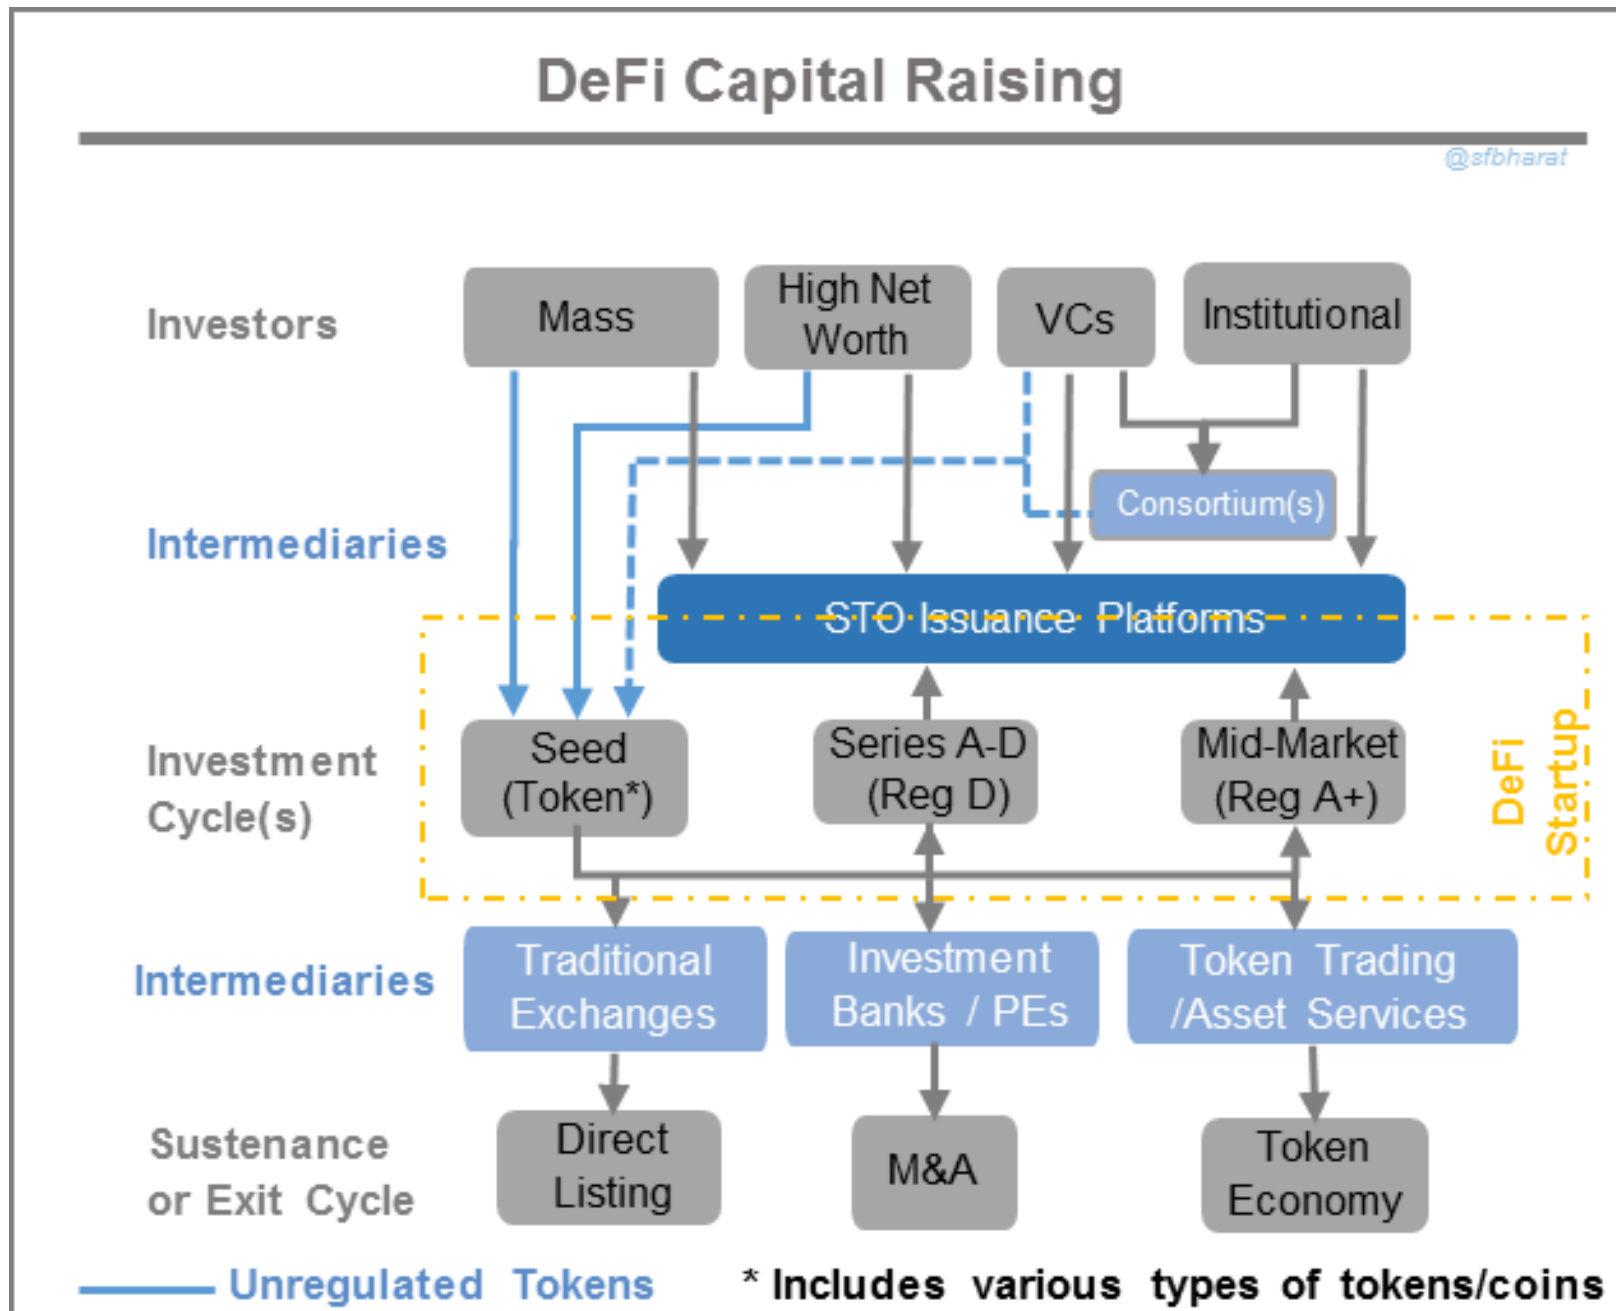 DeFi Capital Raising
@sfbharat
Investors
Mass
High Net
Worth
VCs
Institutional
Consortium(s)
Intermediaries
STO Issuance Platforms
Investment
Cycle(s)
Seed
(Token*)
Series A-D
(Reg D)
Mid-Market
(Reg A+)
DeFi
Startup
Intermediaries
Traditional
Exchanges
Investment
Banks / PEs
Token Trading
/Asset Services
Sustenance
or Exit Cycle
Direct
Listing
M&A
Token
Economy
Unregulated Tokens
* Includes various types of tokens/coins